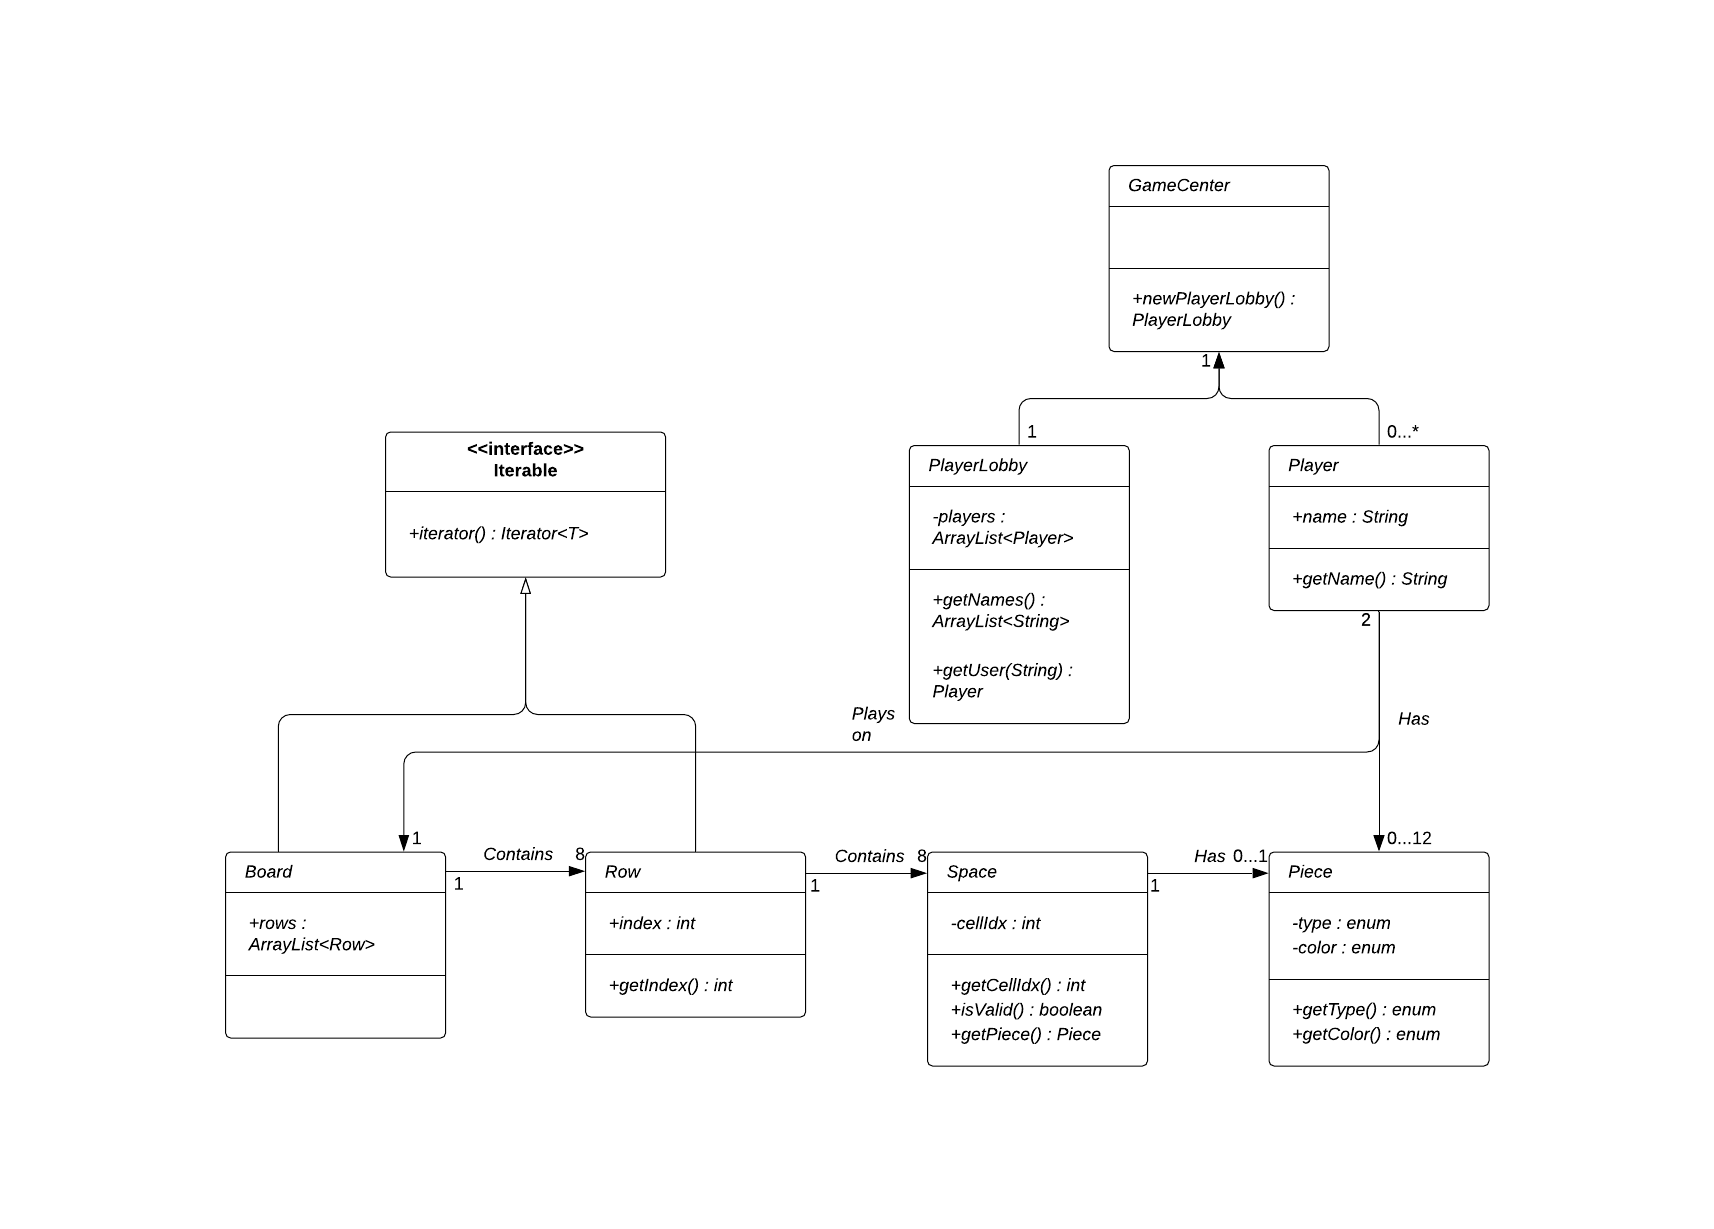 GameCenter
+newPlayerLobby() :
PlayerLobby
1
1
0...*
<<interface>>
Iterable
+iterator() : Iterator<T>
PlayerLobby
-players :
ArrayList<Player>
+getNames() :
ArrayList<String>
+getUser(String) :
Player
Player
+name : String
+getName() : String
2
Plays
on
Has
1
0...12
Contains
8
1
Contains
8
1
Has
0...1
1
Board
+rows :
ArrayList<Row>
Row
+index : int
+getIndex() : int
Space
-cellIdx : int
+getCellIdx() : int
+isValid() : boolean
+getPiece() : Piece
Piece
-type : enum
-color : enum
+getType() : enum
+getColor() : enum